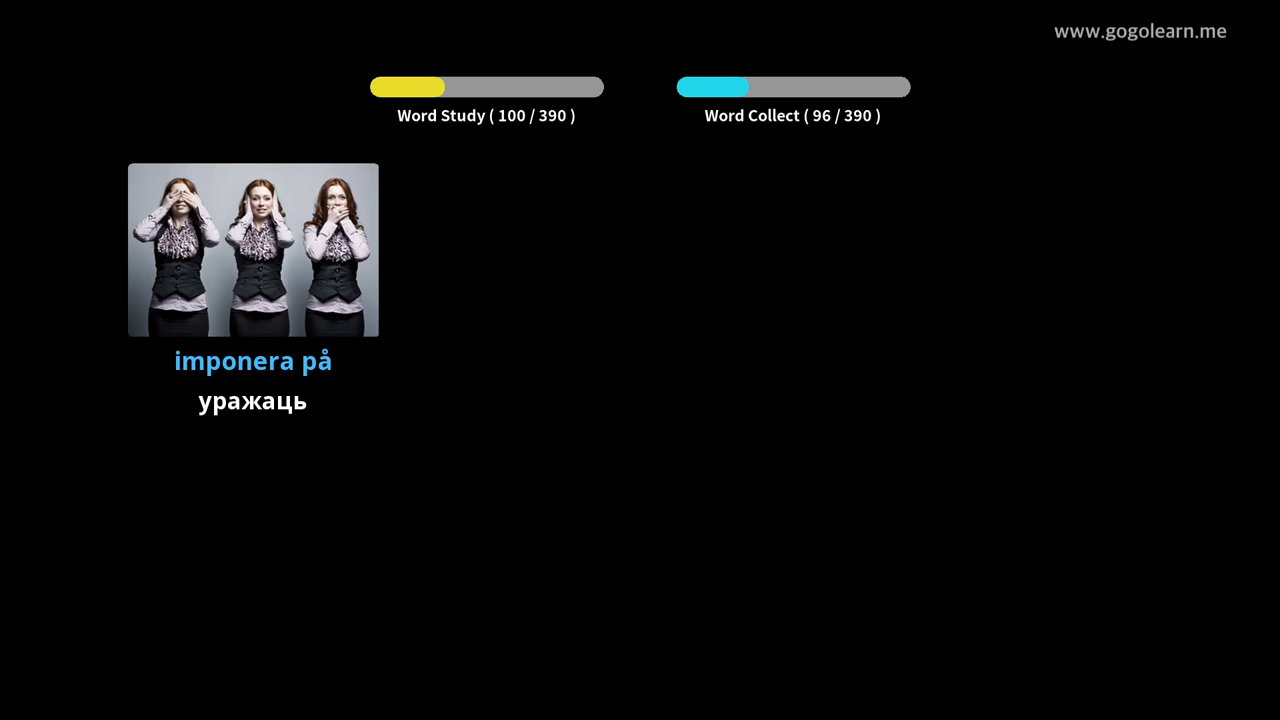 www.gogolearn.me
Word Study ( 100 / 390 )
Word Collect ( 96 / 390 )
imponera på
уражаць